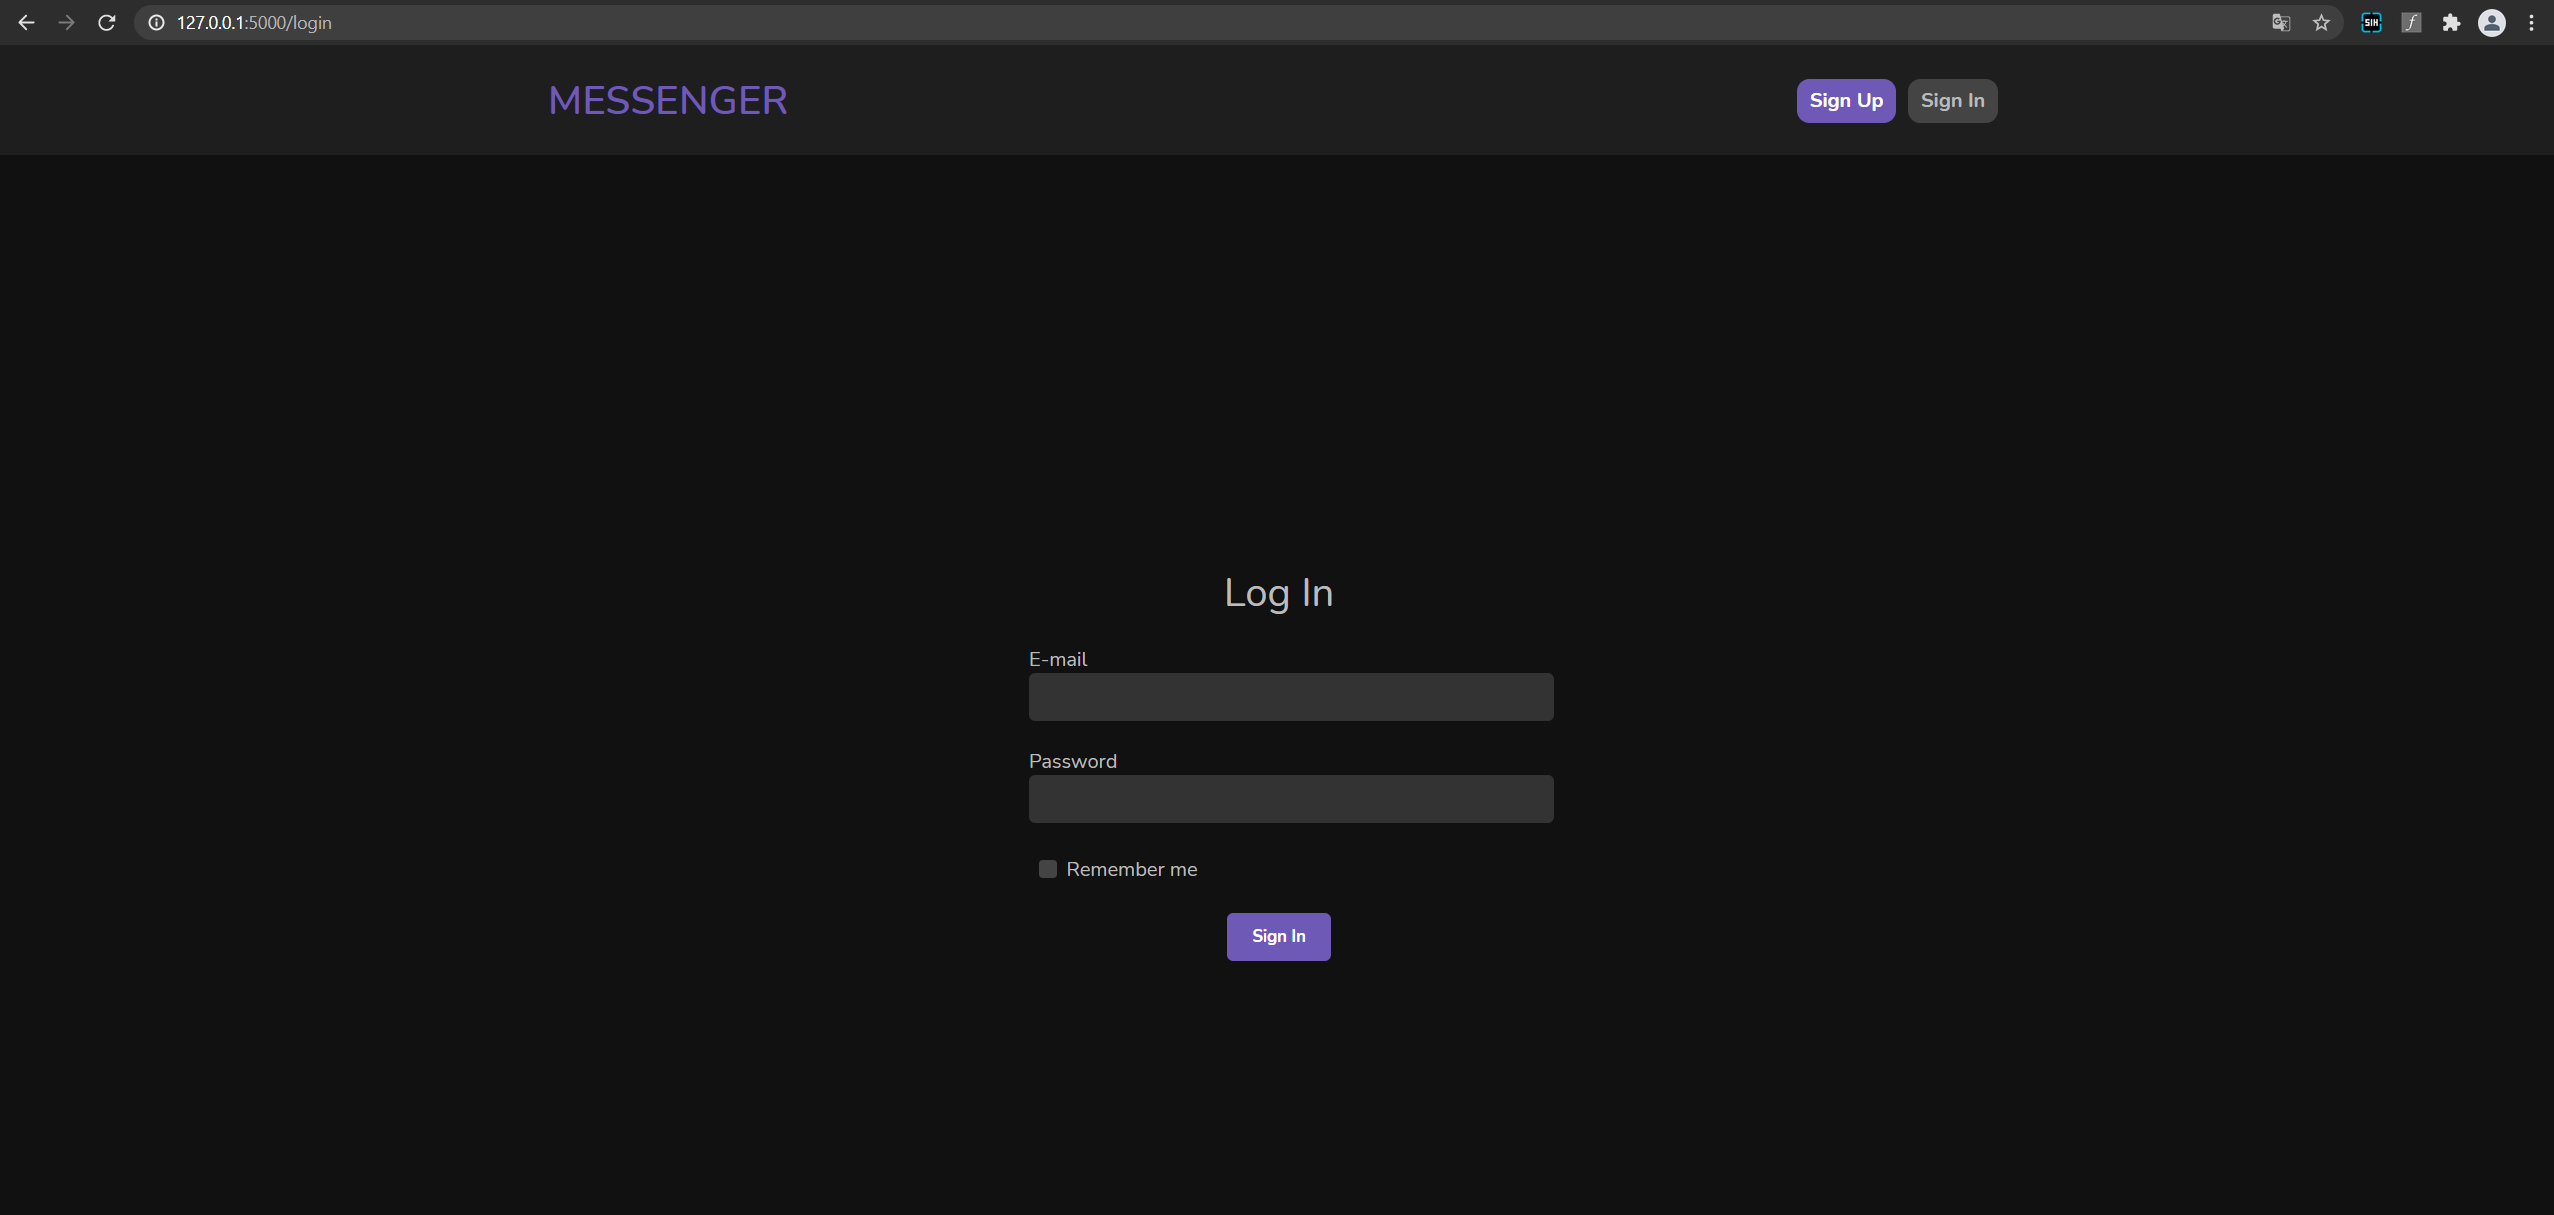 127.0.0.1:5000/login
MESSENGER
Sign Up
Sign In
Log In
E-mail
Password
Remember me
Sign In